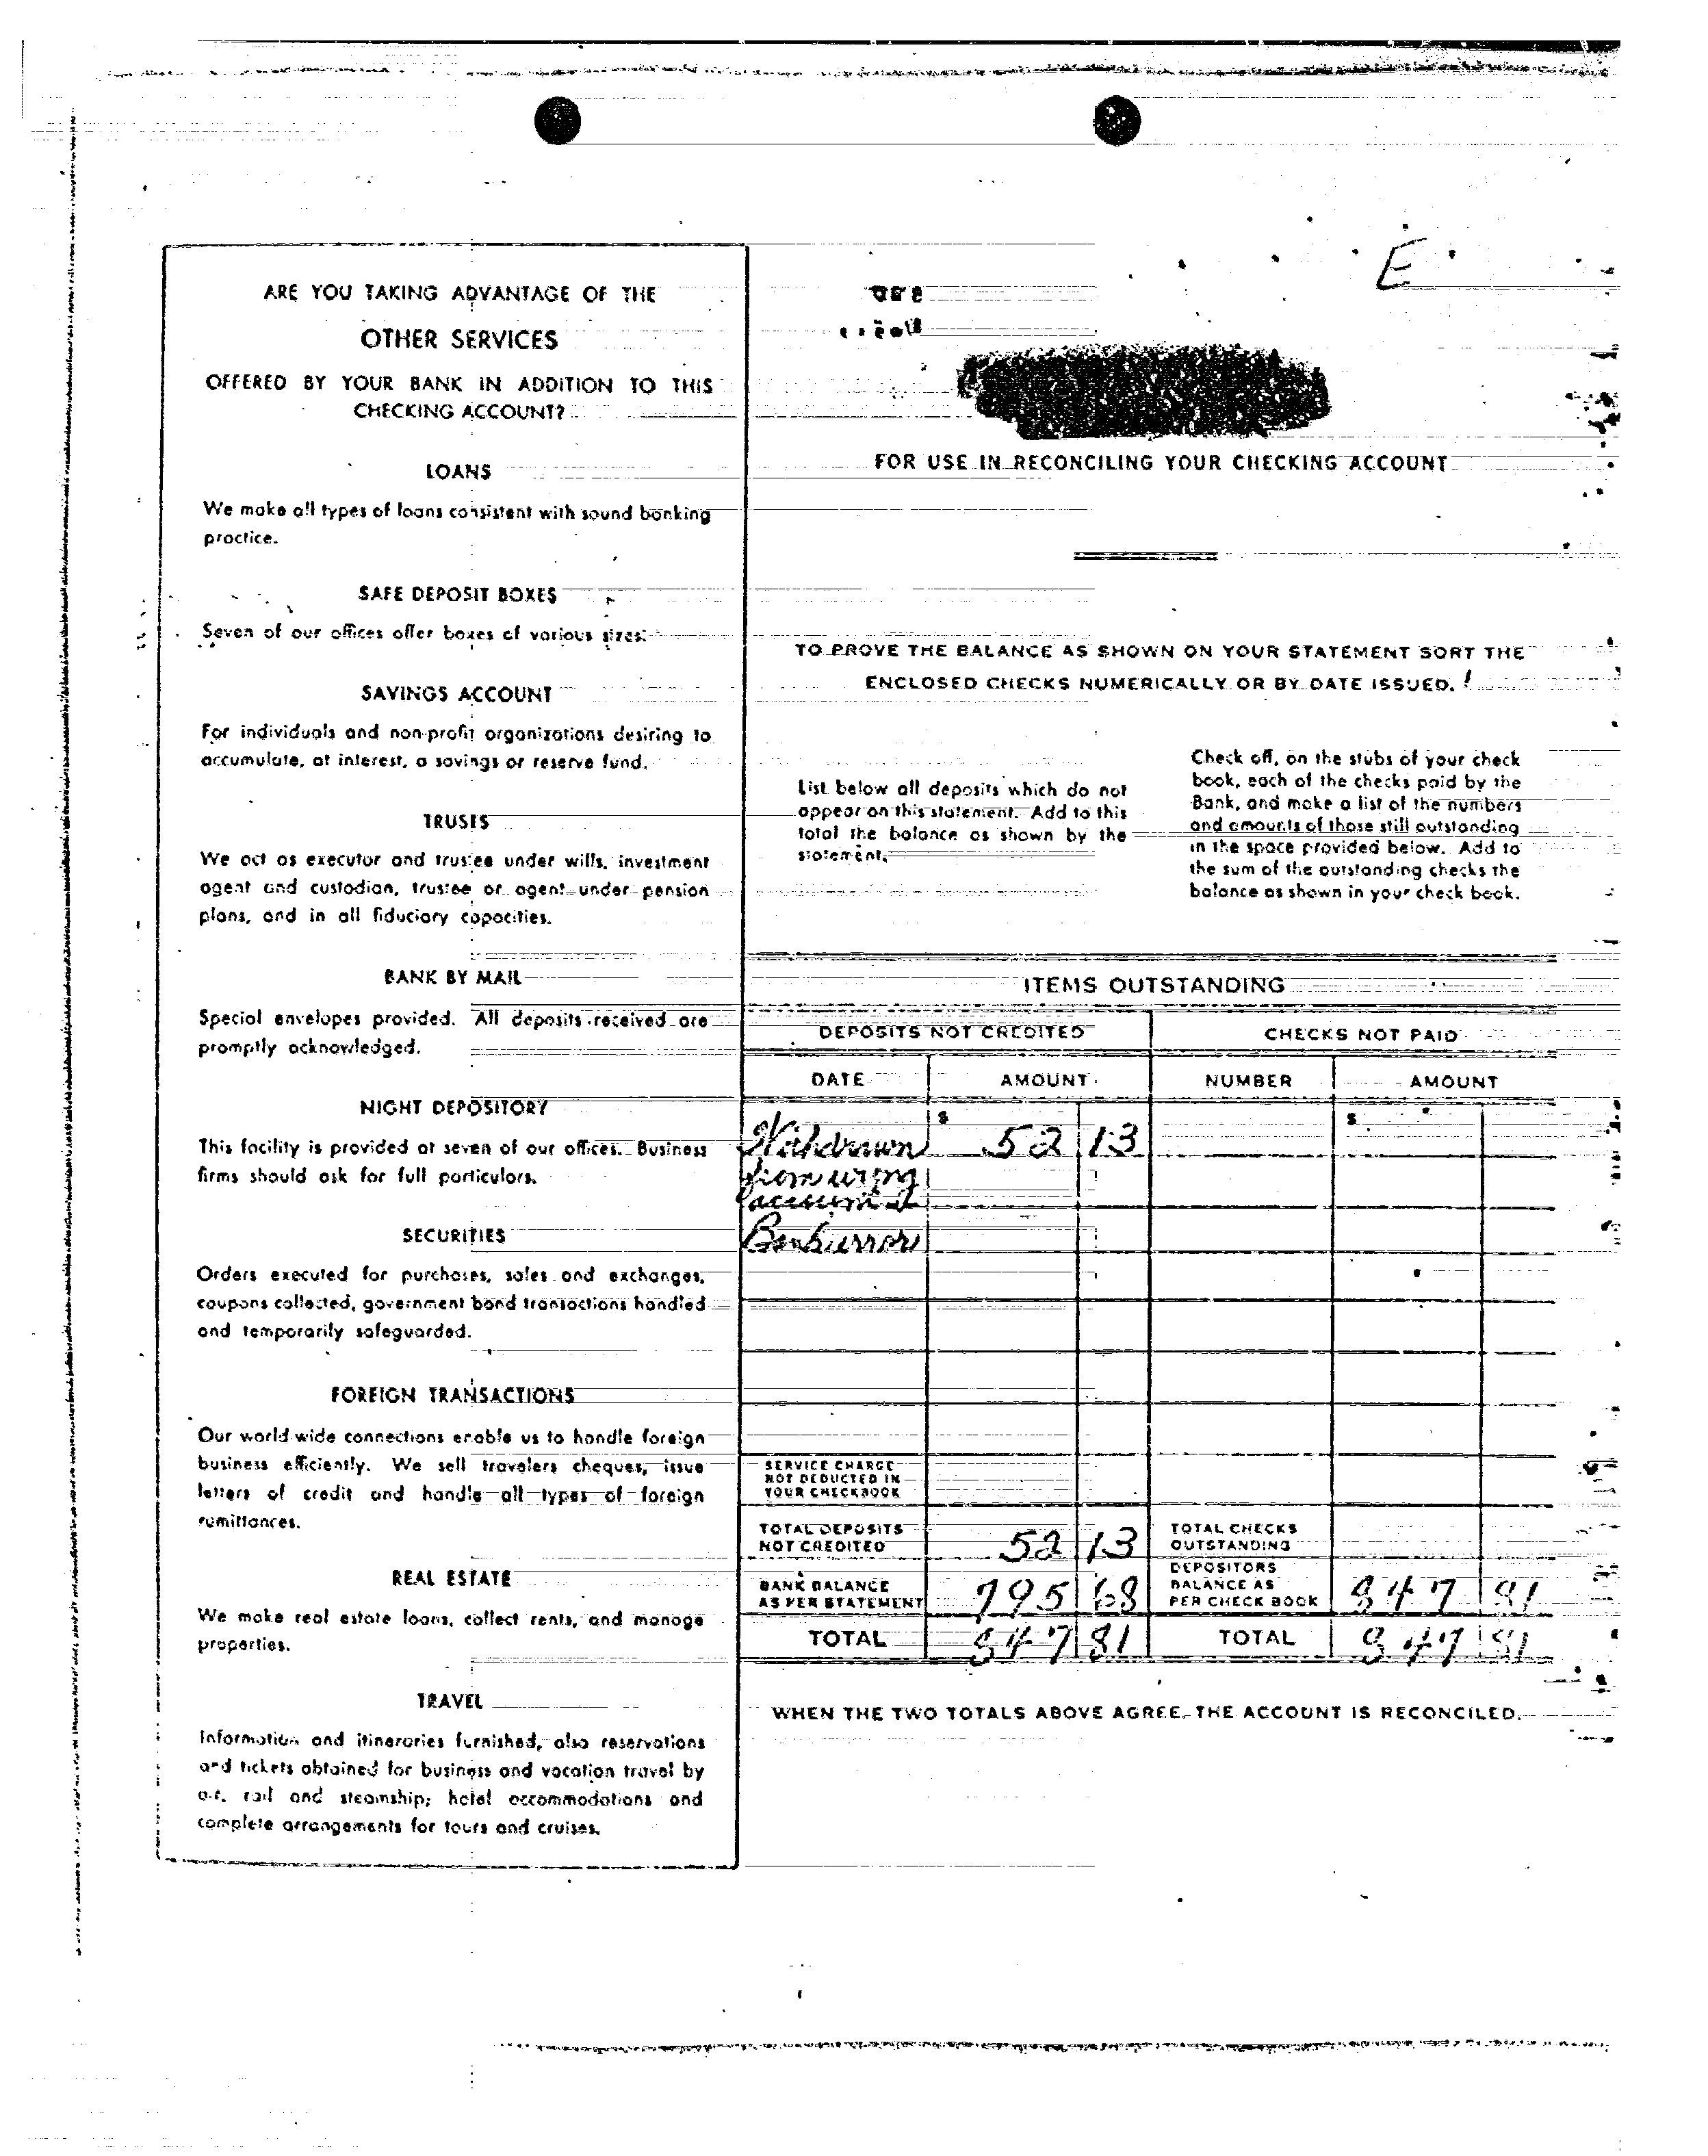 E
ARE YOU TAKING ADVANTAGE OF THE
OTHER SERVICES
OFFERED BY YOUR BANK IN ADDITION TO THIS
CHECKING ACCOUNT?
LOANS
We make all types of loans consistent with sound banking
practice.
SAFE DEPOSIT BOXES
Seven of our offices offer boxes of various sizes.
SAVINGS ACCOUNT
For individuals and non-profit organizations desiring to
accumulate, at interest, a savings or reserve fund.
TRUSTS
We act as executor and trustee under wills, investment
agent and custodian, trustee or agent under pension
plans, and in all fiduciary capacities.
BANK BY MAIL
Special envelopes provided. All deposits received are
promptly acknowledged.
NIGHT DEPOSITORY
This facility is provided at seven of our offices. Business
firms should ask for full particulars.
SECURITIES
Orders executed for purchases, sales and exchanges,
coupons collected, government bond transactions handled
and temporarily safeguarded.
FOREIGN TRANSACTIONS
Our world wide connections enable us to handle foreign
business efficiently. We sell travelers cheques, issue
letters of credit and handle all types of foreign
remittances.
REAL ESTATE
We make real estate loans, collect rents, and manage
properties.
TRAVEL
Information and itineraries furnished, also reservations
and tickets obtained for business and vacation travel by
air, rail and steamship; hotel accommodations and
complete arrangements for tours and cruises.
FOR USE IN RECONCILING YOUR CHECKING ACCOUNT
TO PROVE THE BALANCE AS SHOWN ON YOUR STATEMENT SORT THE
ENCLOSED CHECKS NUMERICALLY OR BY DATE ISSUED.
List below all deposits which do not
appear on this statement. Add to this
total the balance as shown by the
statement.
Check off, on the stubs of your check
book, each of the checks paid by the
Bank, and make a list of the numbers
and amounts of those still outstanding
in the space provided below. Add to
the sum of the outstanding checks the
balance as shown in your check book.
ITEMS OUTSTANDING
DEPOSITS NOT CREDITED CHECKS NOT PAID
DATE AMOUNT NUMBER AMOUNT
$ $
Withdrawn 52 13
from wrong
account
Bank error
SERVICE CHARGE
NOT DEDUCTED IN
YOUR CHECKBOOK
TOTAL DEPOSITS
NOT CREDITED 52 13
TOTAL CHECKS
OUTSTANDING
BANK BALANCE
AS PER STATEMENT 795 68
DEPOSITORS
BALANCE AS
PER CHECK BOOK 847 81
TOTAL 847 81 TOTAL 847 81
WHEN THE TWO TOTALS ABOVE AGREE, THE ACCOUNT IS RECONCILED.